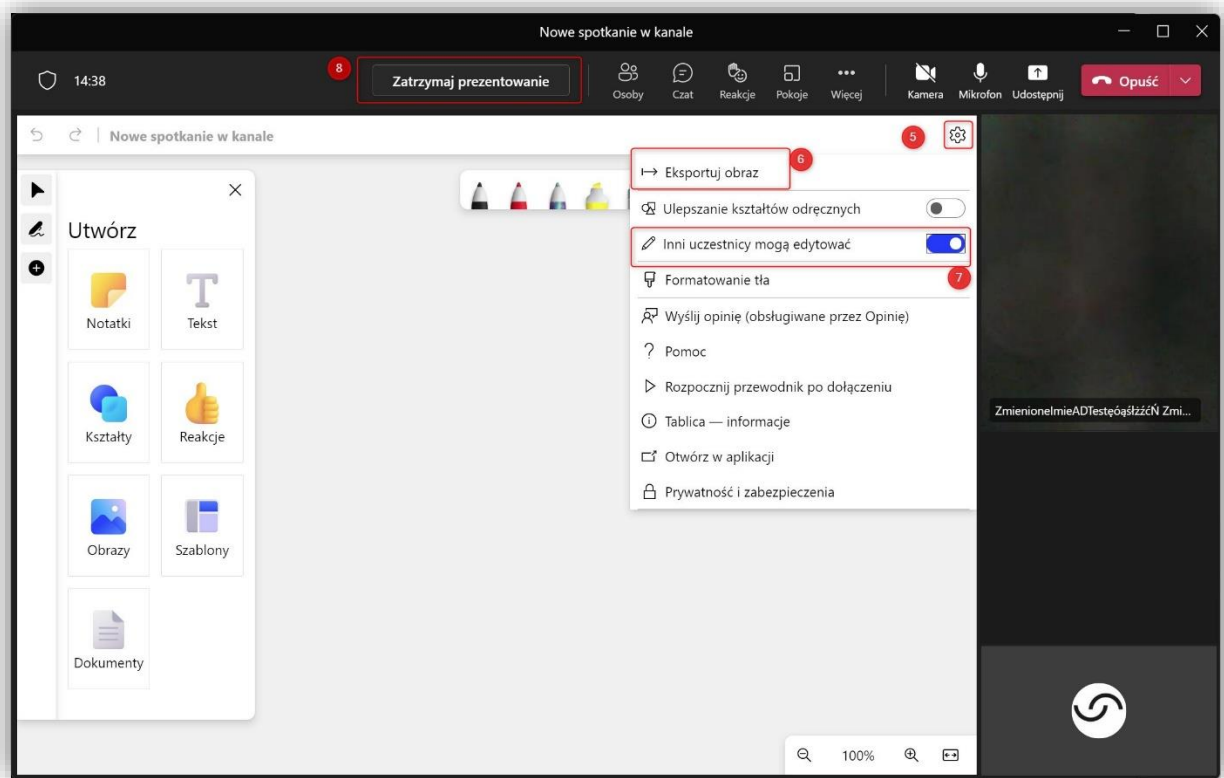 Nowe spotkanie w kanale
14:38
8
Zatrzymaj prezentowanie
Osoby
Czat
Reakcje
Pokoje
Więcej
Kamera
Mikrofon
Udostępnij
Opuść
Nowe spotkanie w kanale
5
Eksportuj obraz
6
Ulepszanie kształtów odręcznych
Inni uczestnicy mogą edytować
7
Formatowanie tła
Wyślij opinię (obsługiwane przez Opinię)
Pomoc
Rozpocznij przewodnik po dołączeniu
Tablica — informacje
Otwórz w aplikacji
Prywatność i zabezpieczenia
Utwórz
Notatki
Tekst
Kształty
Reakcje
Obrazy
Szablony
Dokumenty
ZmienioneImieADTestęóąśłżźćŃ Zmi...
100%